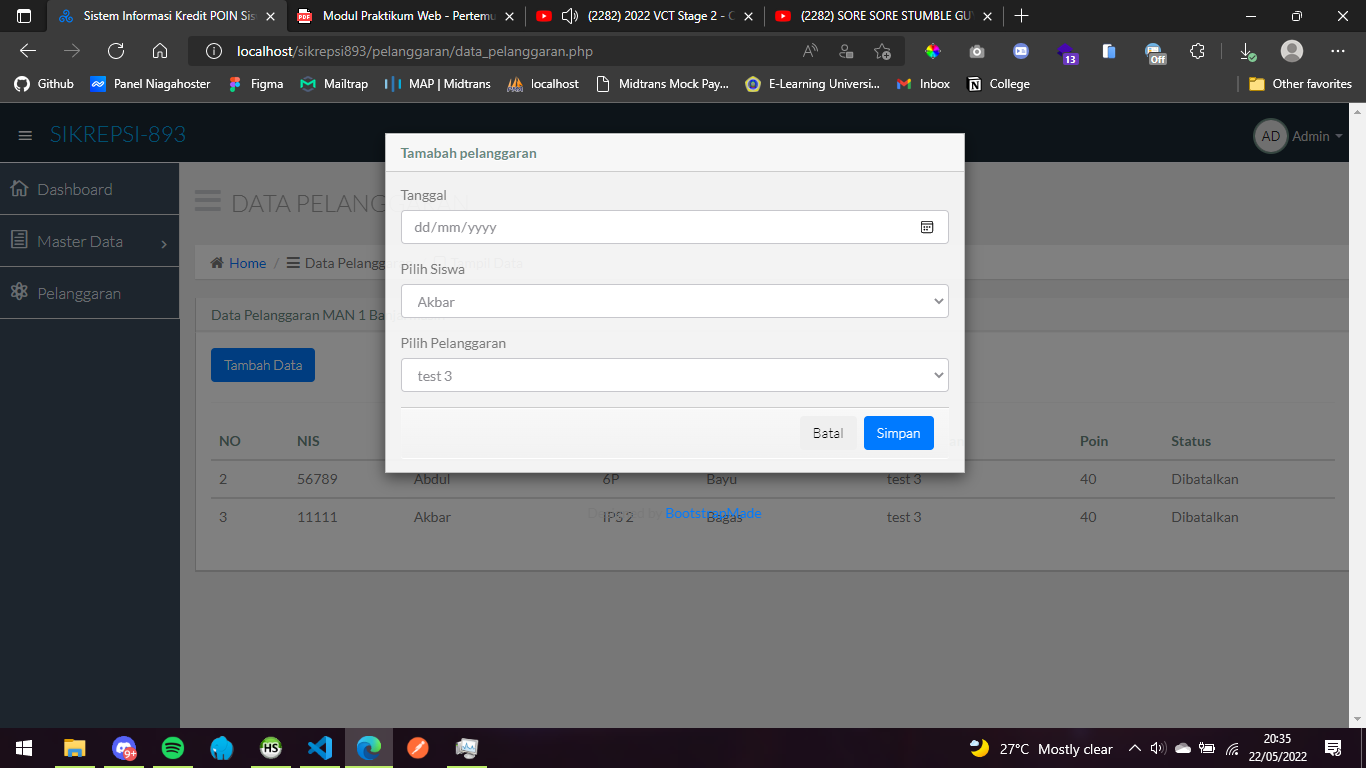 Sistem Informasi Kredit POIN Sis
Modul Praktikum Web - Pertemu
(2282) 2022 VCT Stage 2 - C
(2282) SORE SORE STUMBLE GU
localhost/sikrepsi893/pelanggaran/data_pelanggaran.php
13
Off
Github
Panel Niagahoster
Figma
Mailtrap
MAP | Midtrans
localhost
Midtrans Mock Pay...
E-Learning Universi...
Inbox
College
Other favorites
SIKREPSI-893
AD Admin
Dashboard
Master Data
Pelanggaran
DATA PELANG
Home / Data Pelangg
Tampil Data
Data Pelanggaran MAN 1 Ba
Tambah Data
Tamabah pelanggaran
Tanggal
dd/mm/yyyy
Pilih Siswa
Akbar
Pilih Pelanggaran
test 3
Batal Simpan
NO NIS Poin Status
2 56789 Abdul 6P Bayu test 3 40 Dibatalkan
3 11111 Akbar IPS 2 Bagas test 3 40 Dibatalkan
Designed by BootstrapMade
9+
HS
27°C Mostly clear
20:35
22/05/2022